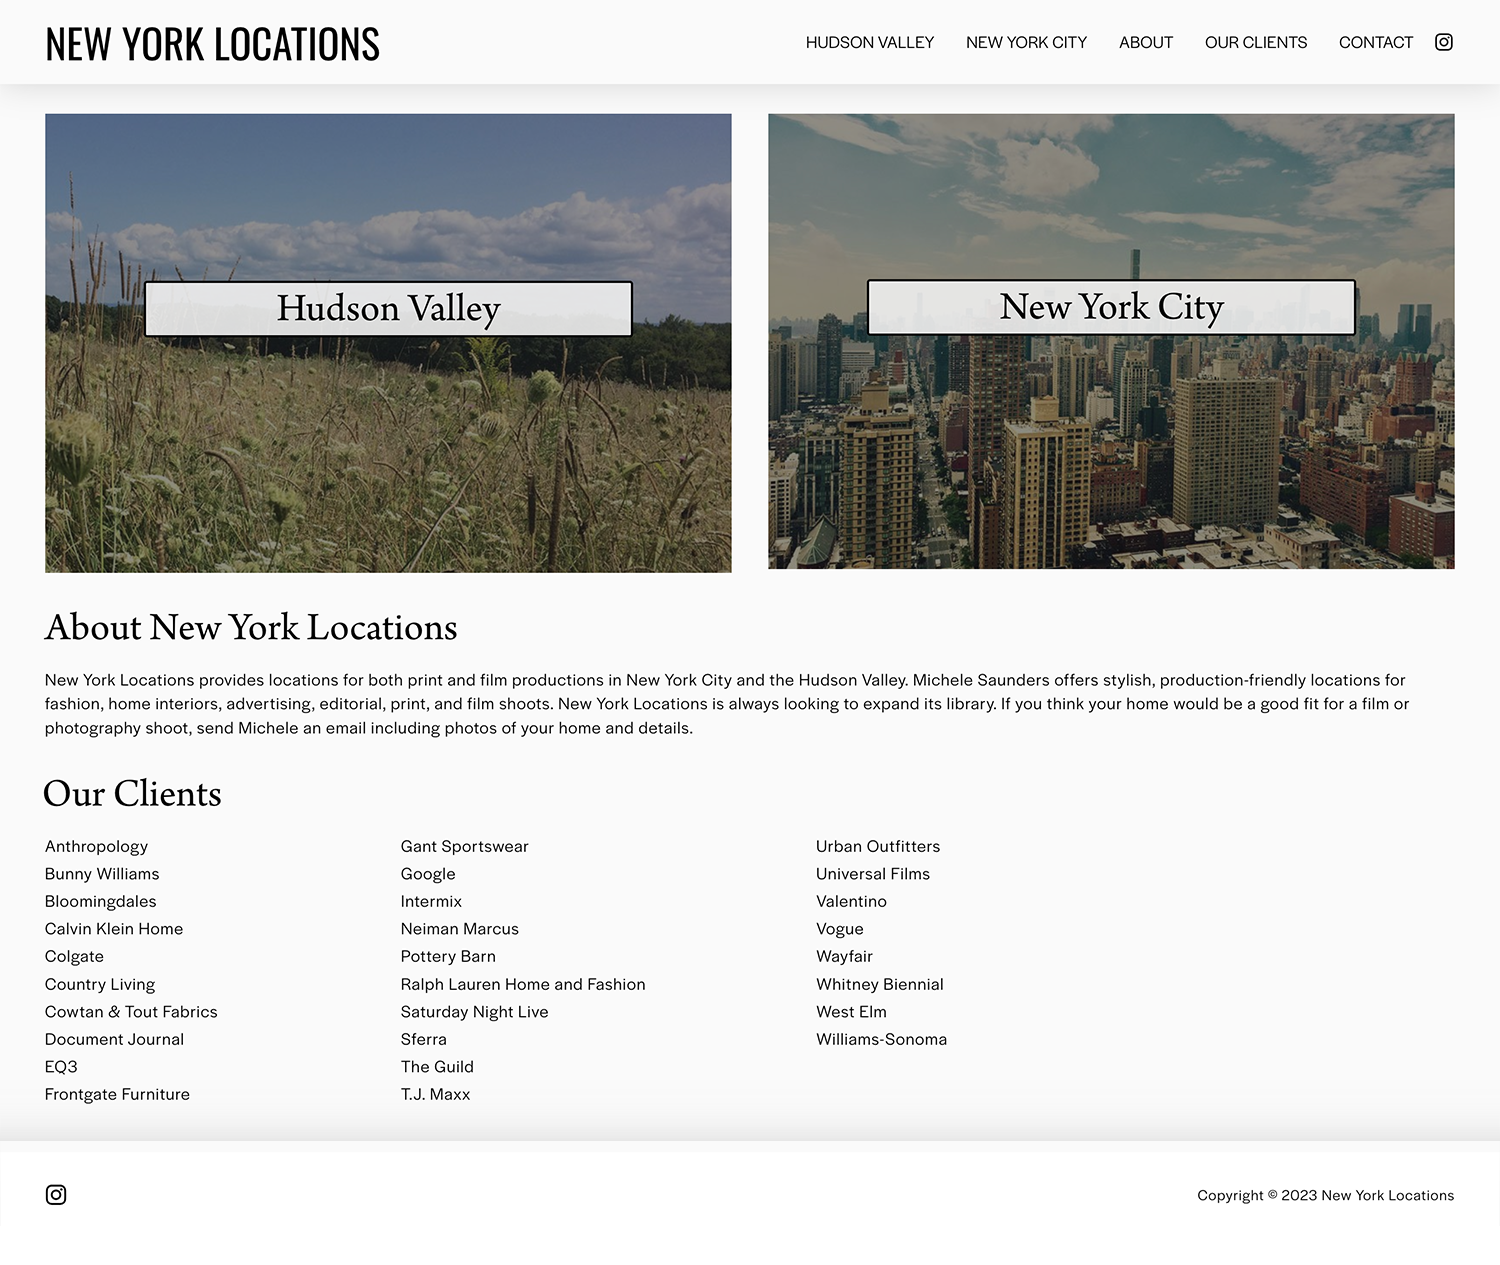 NEW YORK LOCATIONS
HUDSON VALLEY
NEW YORK CITY
ABOUT
OUR CLIENTS
CONTACT
Hudson Valley
New York City
About New York Locations
New York Locations provides locations for both print and film productions in New York City and the Hudson Valley. Michele Saunders offers stylish, production-friendly locations for
fashion, home interiors, advertising, editorial, print, and film shoots. New York Locations is always looking to expand its library. If you think your home would be a good fit for a film or
photography shoot, send Michele an email including photos of your home and details.
Our Clients
Anthropology
Bunny Williams
Bloomingdales
Calvin Klein Home
Colgate
Country Living
Cowtan & Tout Fabrics
Document Journal
EQ3
Frontgate Furniture
Gant Sportswear
Google
Intermix
Neiman Marcus
Pottery Barn
Ralph Lauren Home and Fashion
Saturday Night Live
Sferra
The Guild
T.J. Maxx
Urban Outfitters
Universal Films
Valentino
Vogue
Wayfair
Whitney Biennial
West Elm
Williams-Sonoma
Copyright © 2023 New York Locations